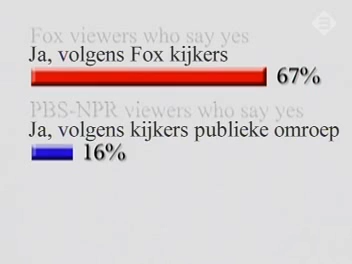 Fox viewers who say yes
Ja, volgens Fox kijkers
67%
PBS-NPR viewers who say yes
Ja, volgens kijkers publieke omroep
16%